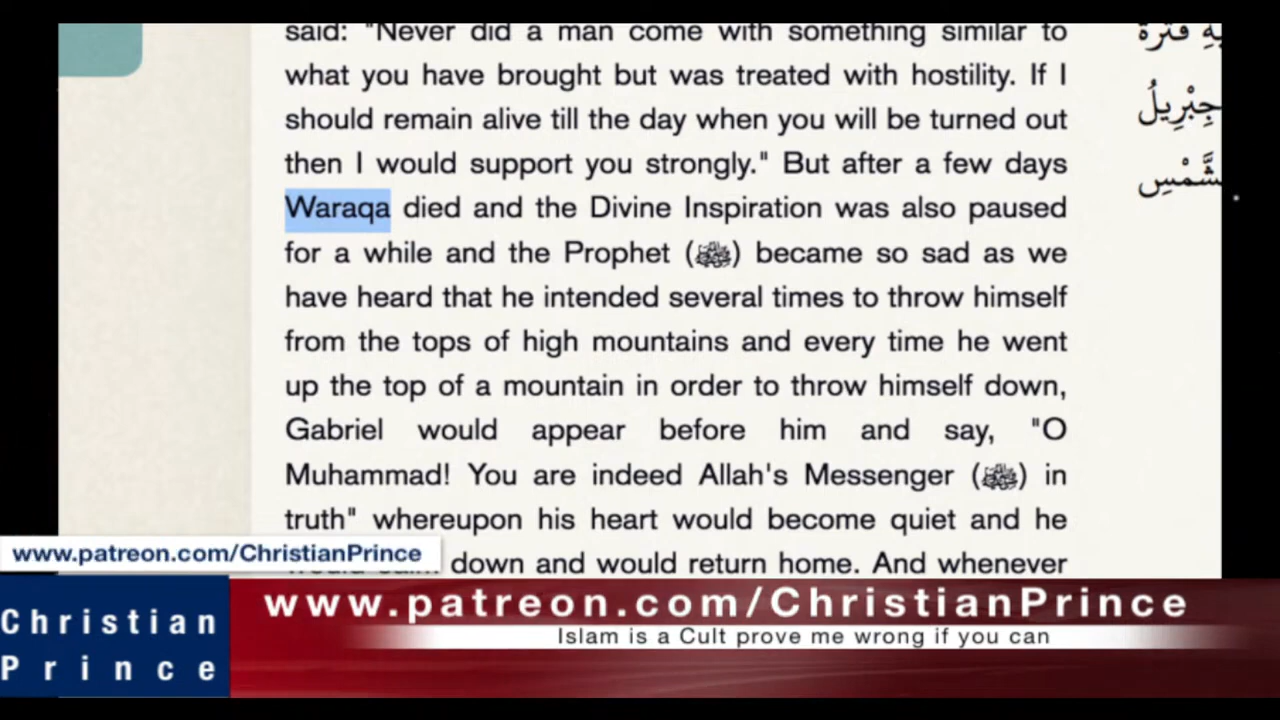 said: "Never did a man come with something similar to
what you have brought but was treated with hostility. If I
should remain alive till the day when you will be turned out
then I would support you strongly." But after a few days
Waraqa died and the Divine Inspiration was also paused
for a while and the Prophet (ﷺ) became so sad as we
have heard that he intended several times to throw himself
from the tops of high mountains and every time he went
up the top of a mountain in order to throw himself down,
Gabriel would appear before him and say, "O
Muhammad! You are indeed Allah's Messenger (ﷺ) in
truth" whereupon his heart would become quiet and he
down and would return home. And whenever
فَتْرَةً
جِبْرِيلُ
www.patreon.com/ChristianPrince
Christian
Prince
www.patreon.com/ChristianPrince
Islam is a Cult prove me wrong if you can